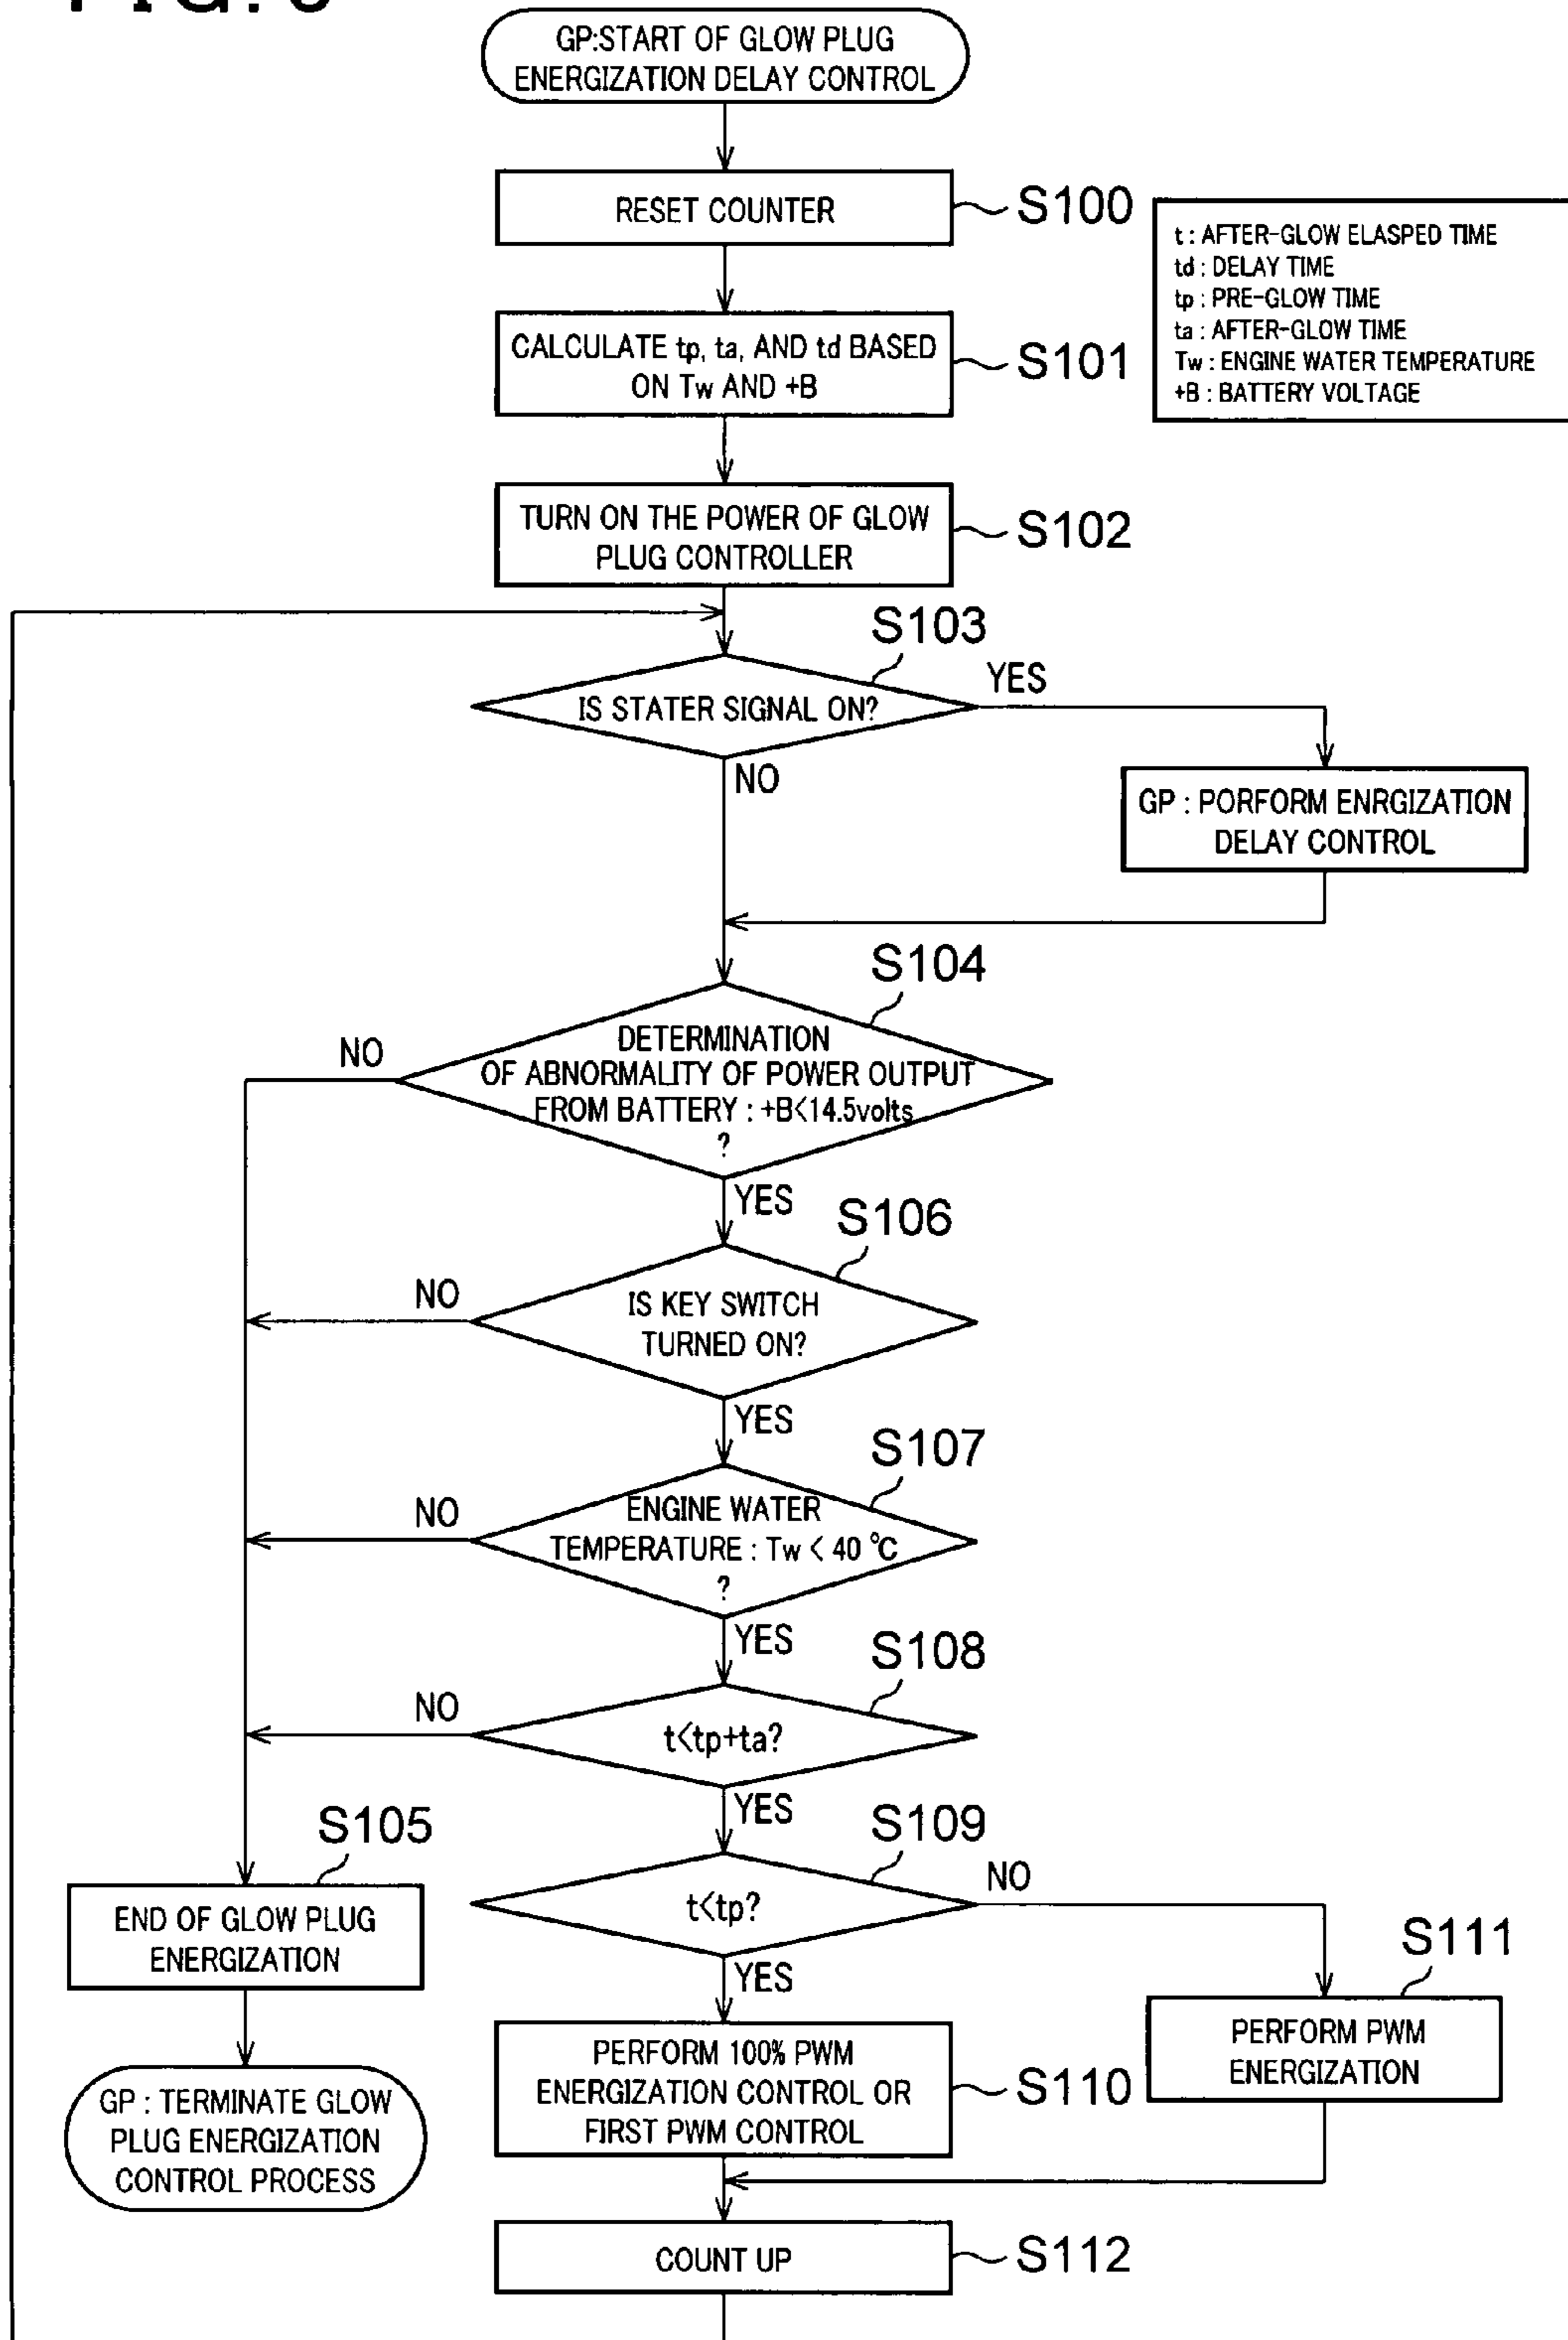 GP:START OF GLOW PLUG
ENERGIZATION DELAY CONTROL
RESET COUNTER
S100
t : AFTER-GLOW ELASPED TIME
td : DELAY TIME
tp : PRE-GLOW TIME
ta : AFTER-GLOW TIME
Tw : ENGINE WATER TEMPERATURE
+B : BATTERY VOLTAGE
CALCULATE tp, ta, AND td BASED
ON Tw AND +B
S101
TURN ON THE POWER OF GLOW
PLUG CONTROLLER
S102
S103
IS STATER SIGNAL ON?
YES
NO
GP : PORFORM ENRGIZATION
DELAY CONTROL
S104
DETERMINATION
OF ABNORMALITY OF POWER OUTPUT
FROM BATTERY : +B<14.5volts
?
NO
YES
S106
IS KEY SWITCH
TURNED ON?
NO
YES
S107
ENGINE WATER
TEMPERATURE : Tw < 40 °C
?
NO
YES
S108
t<tp+ta?
NO
YES
S105
END OF GLOW PLUG
ENERGIZATION
GP : TERMINATE GLOW
PLUG ENERGIZATION
CONTROL PROCESS
S109
t<tp?
NO
YES
S111
PERFORM PWM
ENERGIZATION
PERFORM 100% PWM
ENERGIZATION CONTROL OR
FIRST PWM CONTROL
S110
COUNT UP
S112